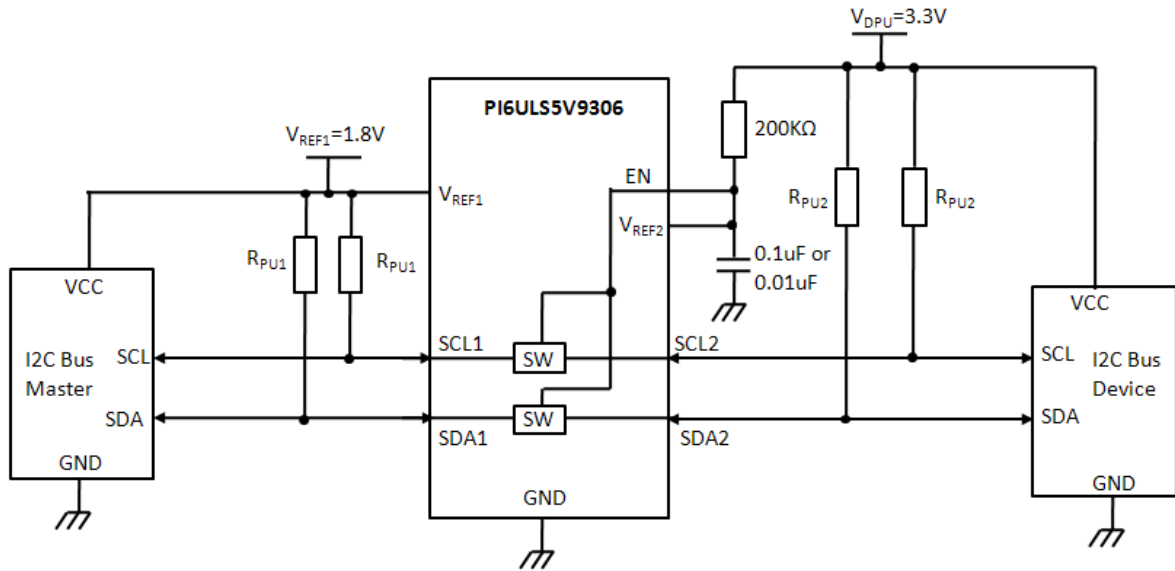 V_DPU=3.3V
PI6ULS5V9306
200KΩ
V_REF1=1.8V
EN
V_REF1
R_PU2
R_PU2
V_REF2
R_PU1
R_PU1
0.1uF or
0.01uF
VCC
VCC
SCL
SCL1
SW
SCL2
SCL
I2C Bus
Master
I2C Bus
Device
SDA
SDA1
SW
SDA2
SDA
GND
GND
GND